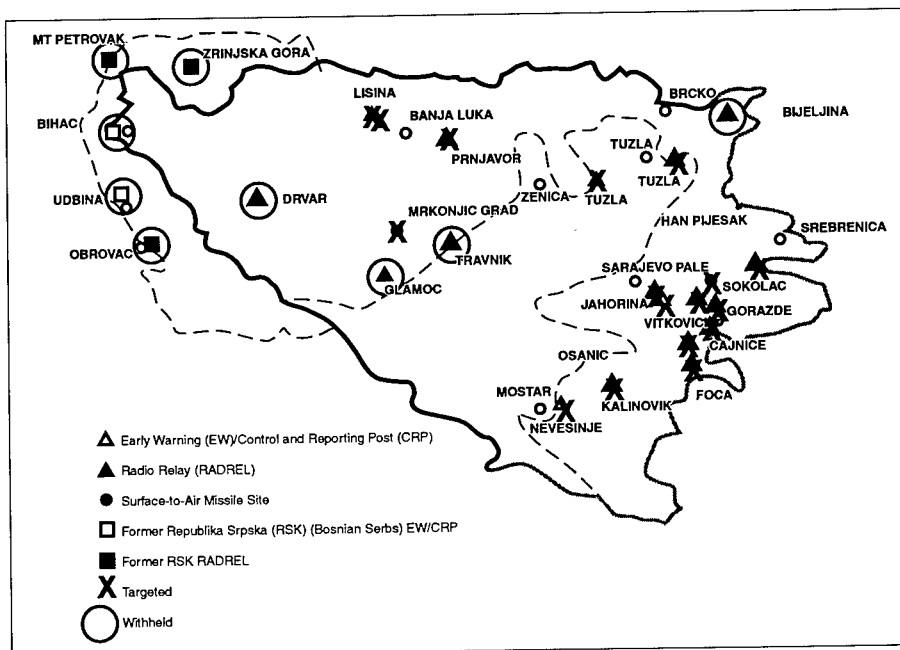 MT PETROVAK
ZRINJSKA GORA
LISINA
BRCKO
BIJELJINA
BIHAC
BANJA LUKA
PRNJAVOR
TUZLA
TUZLA
UDBINA
DRVAR
ZENICA
TUZLA
MRKONJIC GRAD
HAN PIJESAK
SREBRENICA
OBROVAC
TRAVNIK
GLAMOC
SARAJEVO PALE
SOKOLAC
JAHORINA
GORAZDE
VITKOVICI
CAJNICE
OSANIC
FOCA
MOSTAR
KALINOVIK
NEVESINJE
Early Warning (EW)/Control and Reporting Post (CRP)
Radio Relay (RADREL)
Surface-to-Air Missile Site
Former Republika Srpska (RSK) (Bosnian Serbs) EW/CRP
Former RSK RADREL
Targeted
Withheld